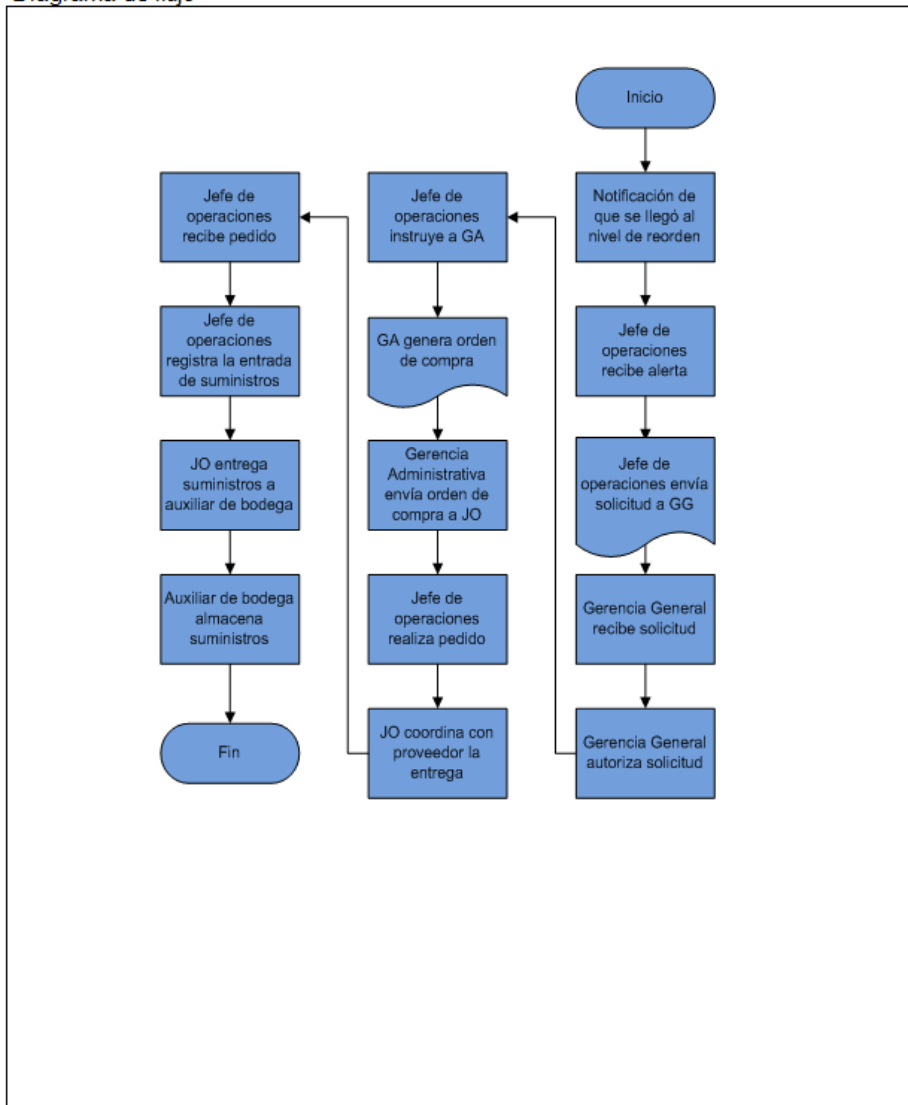 Diagrama de flujo
Inicio
Notificación de
que se llegó al
nivel de reorden
Jefe de
operaciones
recibe alerta
Jefe de
operaciones envía
solicitud a GG
Gerencia General
recibe solicitud
Gerencia General
autoriza solicitud
Jefe de
operaciones
instruye a GA
GA genera orden
de compra
Gerencia
Administrativa
envía orden de
compra a JO
Jefe de
operaciones
realiza pedido
JO coordina con
proveedor la
entrega
Jefe de
operaciones
recibe pedido
Jefe de
operaciones
registra la entrada
de suministros
JO entrega
suministros a
auxiliar de bodega
Auxiliar de bodega
almacena
suministros
Fin